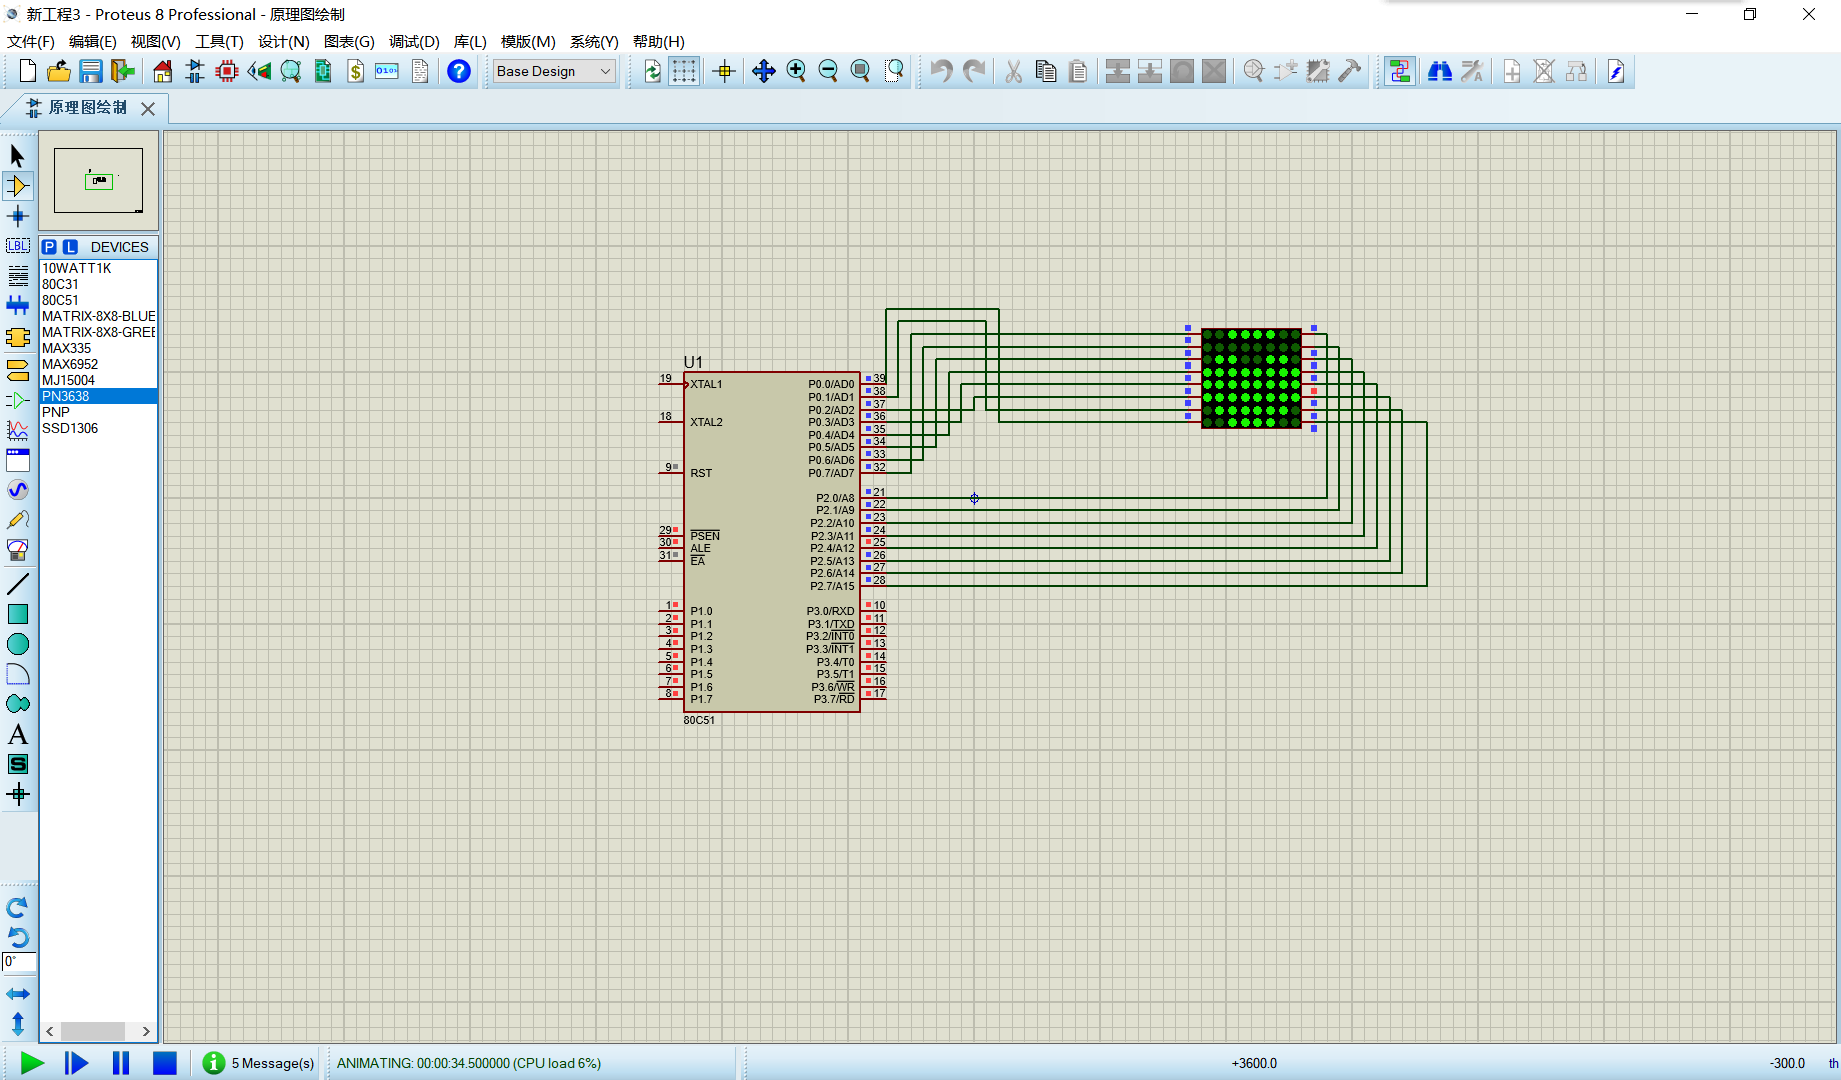 新工程3 - Proteus 8 Professional - 原理图绘制
文件(F) 编辑(E) 视图(V) 工具(T) 设计(N) 图表(G) 调试(D) 库(L) 模版(M) 系统(Y) 帮助(H)
Base Design
原理图绘制
P L DEVICES
10WATT1K
80C31
80C51
MATRIX-8X8-BLUE
MATRIX-8X8-GREE
MAX335
MAX6952
MJ15004
PN3638
PNP
SSD1306
LBL
A
S
0°
U1
19 XTAL1
18 XTAL2
9 RST
29 PSEN
30 ALE
31 EA
1 P1.0
2 P1.1
3 P1.2
4 P1.3
5 P1.4
6 P1.5
7 P1.6
8 P1.7
P0.0/AD0 39
P0.1/AD1 38
P0.2/AD2 37
P0.3/AD3 36
P0.4/AD4 35
P0.5/AD5 34
P0.6/AD6 33
P0.7/AD7 32
P2.0/A8 21
P2.1/A9 22
P2.2/A10 23
P2.3/A11 24
P2.4/A12 25
P2.5/A13 26
P2.6/A14 27
P2.7/A15 28
P3.0/RXD 10
P3.1/TXD 11
P3.2/INT0 12
P3.3/INT1 13
P3.4/T0 14
P3.5/T1 15
P3.6/WR 16
P3.7/RD 17
80C51
5 Message(s) ANIMATING: 00:00:34.500000 (CPU load 6%) +3600.0 -300.0 th